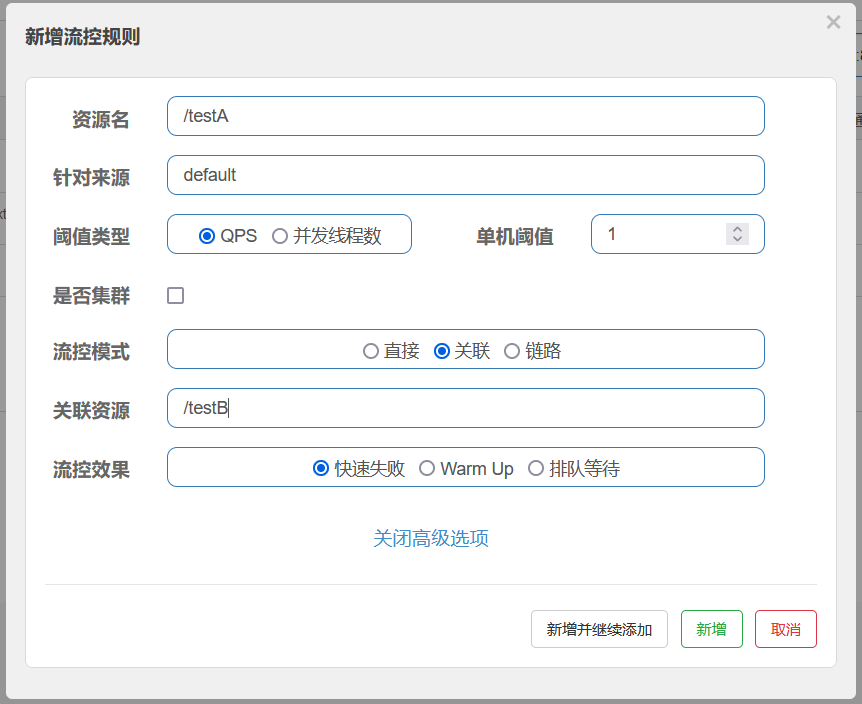 新增流控规则
资源名 /testA
针对来源 default
阈值类型 QPS 并发线程数 单机阈值 1
是否集群
流控模式 直接 关联 链路
关联资源 /testB
流控效果 快速失败 Warm Up 排队等待
关闭高级选项
新增并继续添加 新增 取消